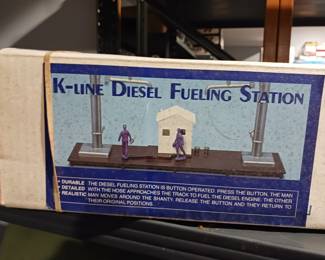 K-LINE DIESEL FUELING STATION
• DURABLE THE DIESEL FUELING STATION IS BUTTON OPERATED. PRESS THE BUTTON. THE MAN
• DETAILED WITH THE HOSE APPROACHES THE TRACK TO FUEL THE DIESEL ENGINE. THE OTHER
• REALISTIC MAN MOVES AROUND THE SHANTY. RELEASE THE BUTTON AND THEY RETURN TO
THEIR ORIGINAL POSITIONS.